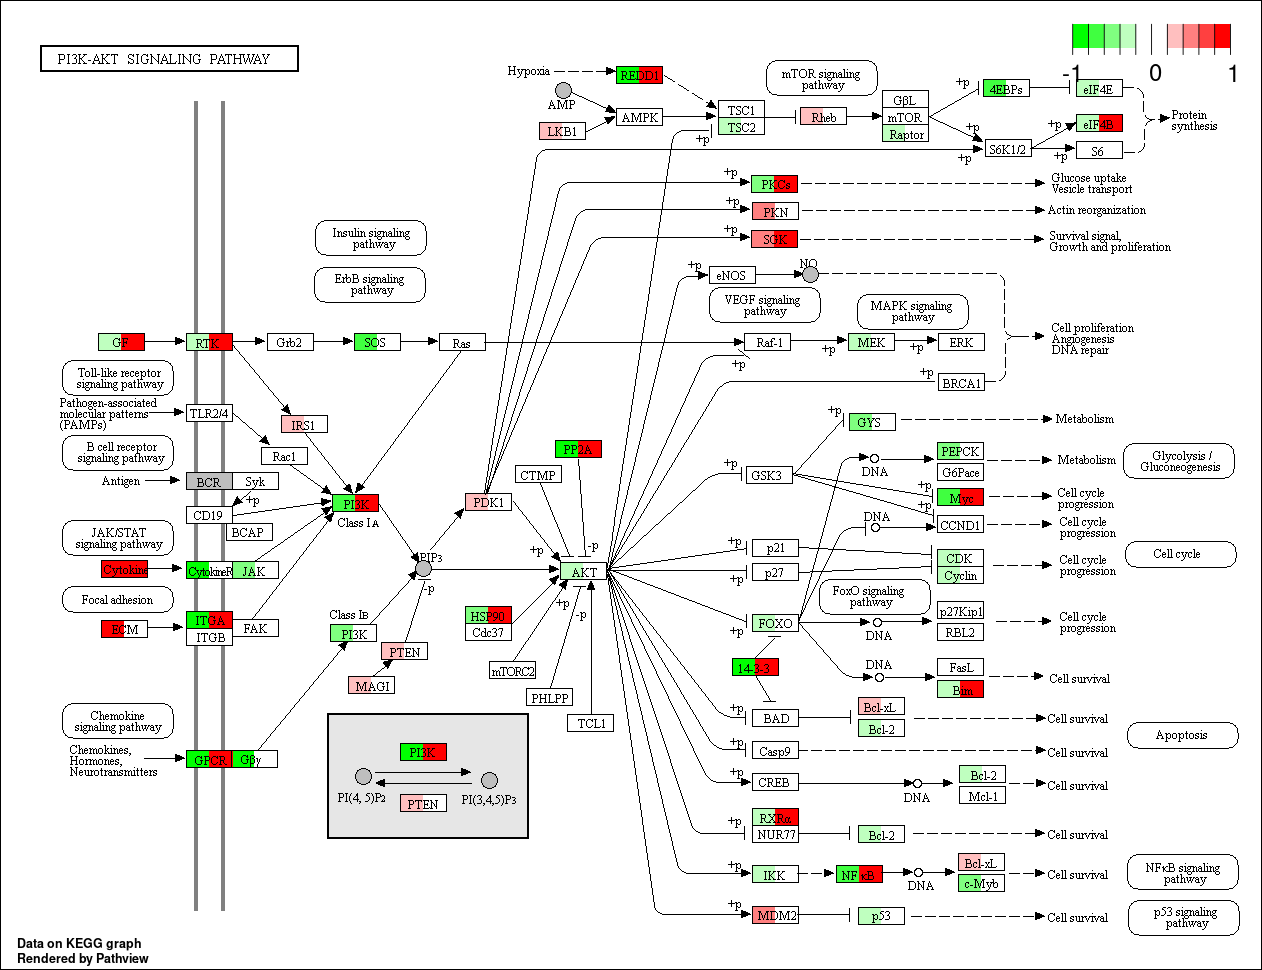 PI3K-AKT SIGNALING PATHWAY
-1
0
1
Hypoxia
REDD1
AMP
LKB1
AMPK
TSC1
TSC2
+p
mTOR signaling
pathway
Rheb
GβL
mTOR
Raptor
+p
+p
+p
4EBPs
eIF4E
+p
eIF4B
S6K1/2
+p
S6
Protein
synthesis
+p
PKCs
Glucose uptake
Vesicle transport
+p
PKN
Actin reorganization
+p
SGK
Survival signal,
Growth and proliferation
Insulin signaling
pathway
ErbB signaling
pathway
+p
eNOS
NO
VEGF signaling
pathway
MAPK signaling
pathway
GF
RTK
Grb2
SOS
Ras
Raf-1
+p
MEK
+p
ERK
+p
Cell proliferation
Angiogenesis
DNA repair
+p
BRCA1
Toll-like receptor
signaling pathway
Pathogen-associated
molecular patterns
(PAMPs)
TLR2/4
IRS1
Rac1
B cell receptor
signaling pathway
Antigen
BCR
Syk
+p
CD19
BCAP
PI3K
Class IA
PDK1
CTMP
PP2A
+p
-p
+p
GYS
Metabolism
+p
GSK3
DNA
PEPCK
G6Pace
Metabolism
Glycolysis /
Gluconeogenesis
+p
Myc
Cell cycle
progression
+p
DNA
CCND1
Cell cycle
progression
JAK/STAT
signaling pathway
Cytokine
CytokineR
JAK
PIP3
-p
AKT
+p
p21
+p
p27
CDK
Cyclin
Cell cycle
progression
Cell cycle
Focal adhesion
ECM
ITGA
ITGB
FAK
Class IB
PI3K
PTEN
MAGI
HSP90
Cdc37
+p
-p
mTORC2
PHLPP
TCL1
FoxO signaling
pathway
+p
FOXO
DNA
p27Kip1
RBL2
Cell cycle
progression
14-3-3
DNA
FasL
Bim
Cell survival
Chemokine
signaling pathway
Chemokines,
Hormones,
Neurotransmitters
GPCR
Gβγ
PI3K
PI(4, 5)P2
PI(3,4,5)P3
PTEN
+p
BAD
Bcl-xL
Bcl-2
Cell survival
Apoptosis
+p
Casp9
Cell survival
+p
CREB
DNA
Bcl-2
Mcl-1
Cell survival
+p
RXRα
NUR77
Bcl-2
Cell survival
+p
IKK
NFκB
DNA
Bcl-xL
c-Myb
Cell survival
NFκB signaling
pathway
+p
MDM2
p53
Cell survival
p53 signaling
pathway
Data on KEGG graph
Rendered by Pathview